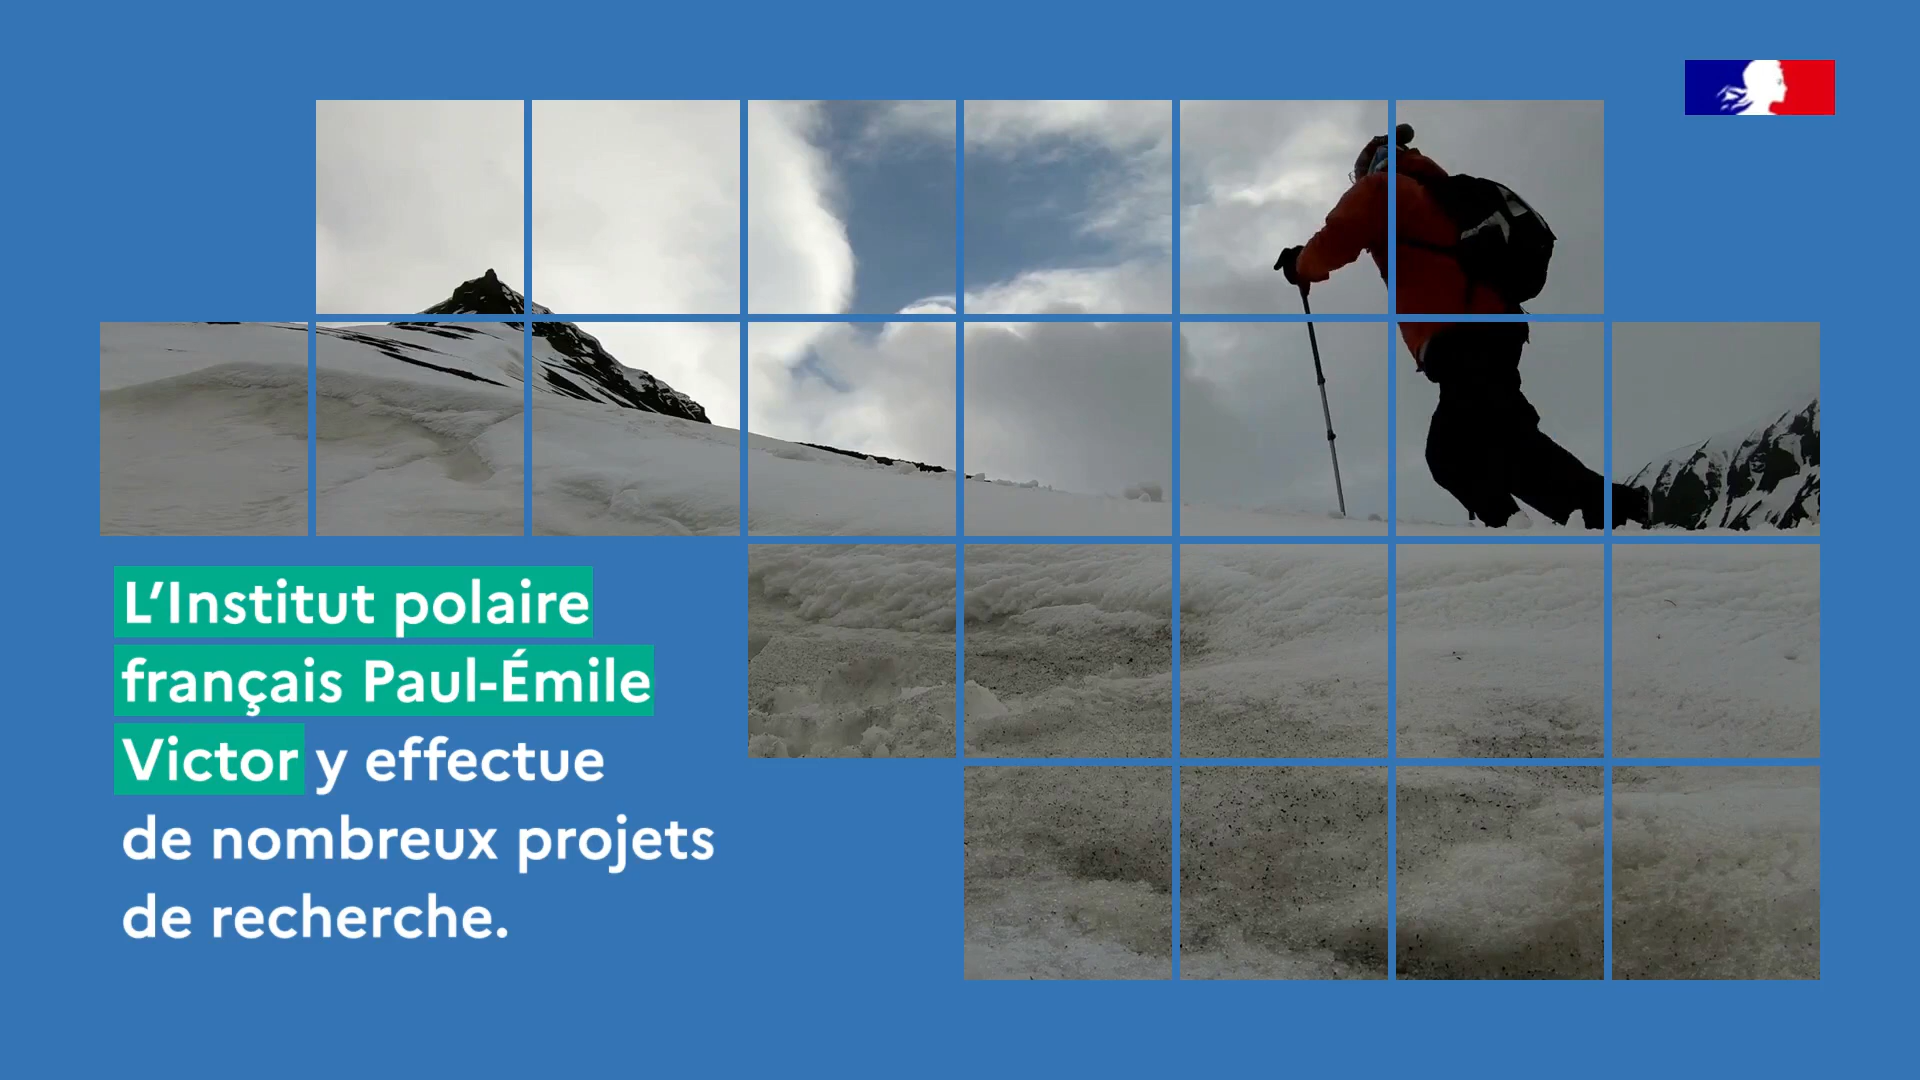 L’Institut polaire
français Paul-Émile
Victor y effectue
de nombreux projets
de recherche.